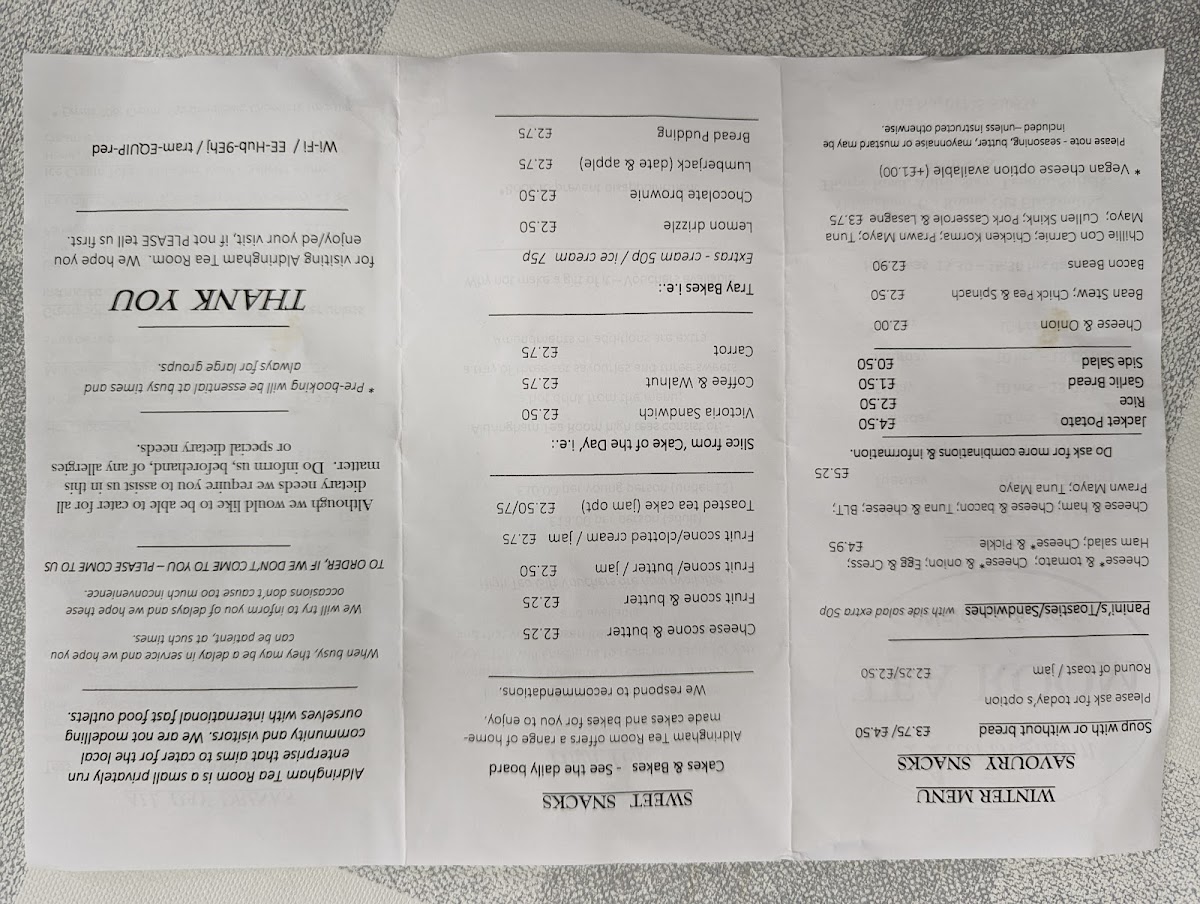 WINTER MENU
SAVOURY SNACKS
Soup with or without bread £3.75/ £4.50
Please ask for today's option
Round of toast / jam £2.25/£2.50
Panini's/Toasties/Sandwiches with side salad extra 50p
Cheese* & tomato; Cheese* & onion; Egg & Cress;
Ham salad; Cheese* & Pickle £4.95
Cheese & ham; Cheese & bacon; Tuna & cheese; BLT;
Prawn Mayo; Tuna Mayo £5.25
Do ask for more combinations & information.
Jacket Potato £4.50
Rice £2.50
Garlic Bread £1.50
Side Salad £0.50
Cheese & Onion £2.00
Bean Stew; Chick Pea & Spinach £2.50
Bacon Beans £2.90
Chillie Con Carnie; Chicken Korma; Prawn Mayo; Tuna
Mayo; Cullen Skink; Pork Casserole & Lasagne £3.75
* Vegan cheese option available (+£1.00)
Please note - seasoning, butter, mayonnaise or mustard may be
included –unless instructed otherwise.
SWEET SNACKS
Cakes & Bakes - See the daily board
Aldringham Tea Room offers a range of home-
made cakes and bakes for you to enjoy.
We respond to recommendations.
Cheese scone & butter £2.25
Fruit scone & butter £2.25
Fruit scone/ butter / jam £2.50
Fruit scone/clotted cream / jam £2.75
Toasted tea cake (jam opt) £2.50/75
Slice from 'Cake of the Day' i.e.:
Victoria Sandwich £2.50
Coffee & Walnut £2.75
Carrot £2.75
Tray Bakes i.e.:
Extras - cream 50p / ice cream 75p
Lemon drizzle £2.50
Chocolate brownie £2.50
Lumberjack (date & apple) £2.75
Bread Pudding £2.75
Aldringham Tea Room is a small privately run
enterprise that aims to cater for the local
community and visitors. We are not modelling
ourselves with international fast food outlets.
When busy, they may be a delay in service and we hope you
can be patient, at such times.
We will try to inform you of delays and we hope these
occasions don't cause too much inconvenience.
TO ORDER, IF WE DON'T COME TO YOU – PLEASE COME TO US
Although we would like to be able to cater for all
dietary needs we require you to assist us in this
matter. Do inform us, beforehand, of any allergies
or special dietary needs.
* Pre-booking will be essential at busy times and
always for large groups.
THANK YOU
for visiting Aldringham Tea Room. We hope you
enjoy/ed your visit, if not PLEASE tell us first.
Wi-Fi / EE-Hub-9Ehj / tram-EQUIP-red